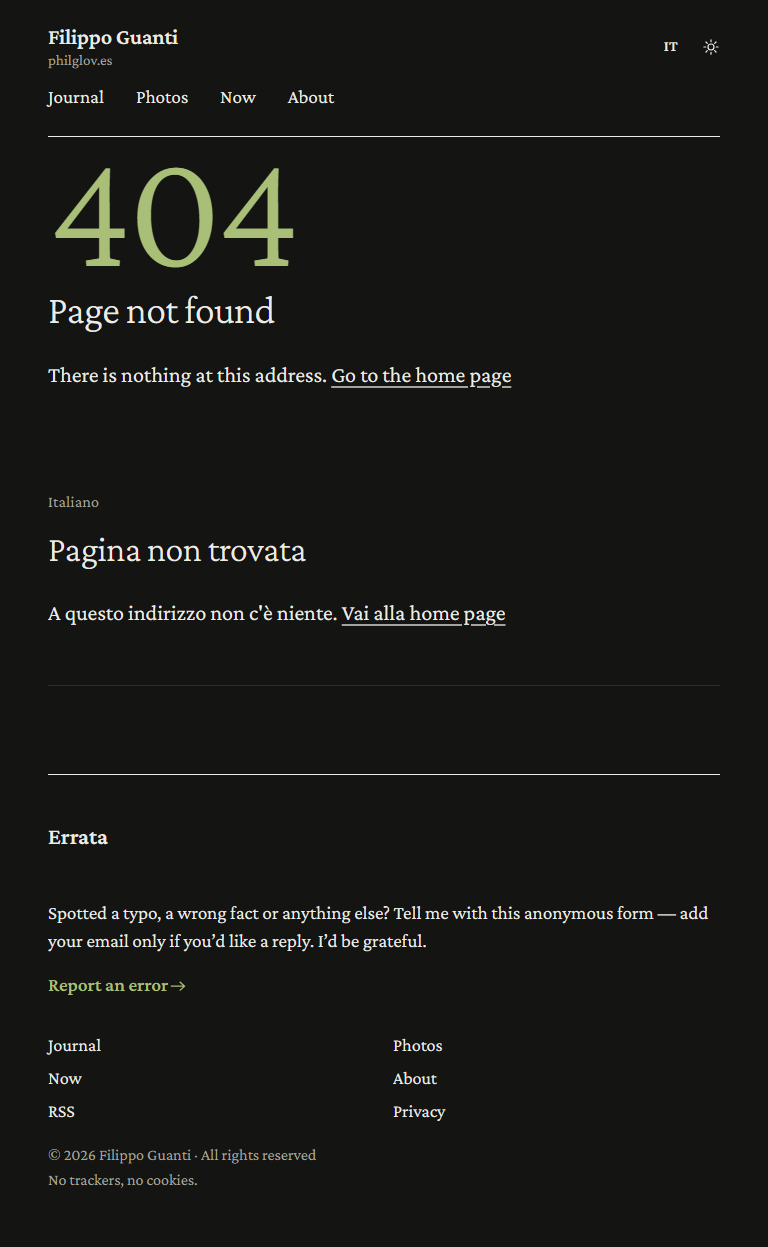 Filippo Guanti
philglov.es
IT
Journal Photos Now About
404
Page not found
There is nothing at this address. Go to the home page
Italiano
Pagina non trovata
A questo indirizzo non c'è niente. Vai alla home page
Errata
Spotted a typo, a wrong fact or anything else? Tell me with this anonymous form — add
your email only if you’d like a reply. I’d be grateful.
Report an error→
Journal Photos
Now About
RSS Privacy
© 2026 Filippo Guanti · All rights reserved
No trackers, no cookies.